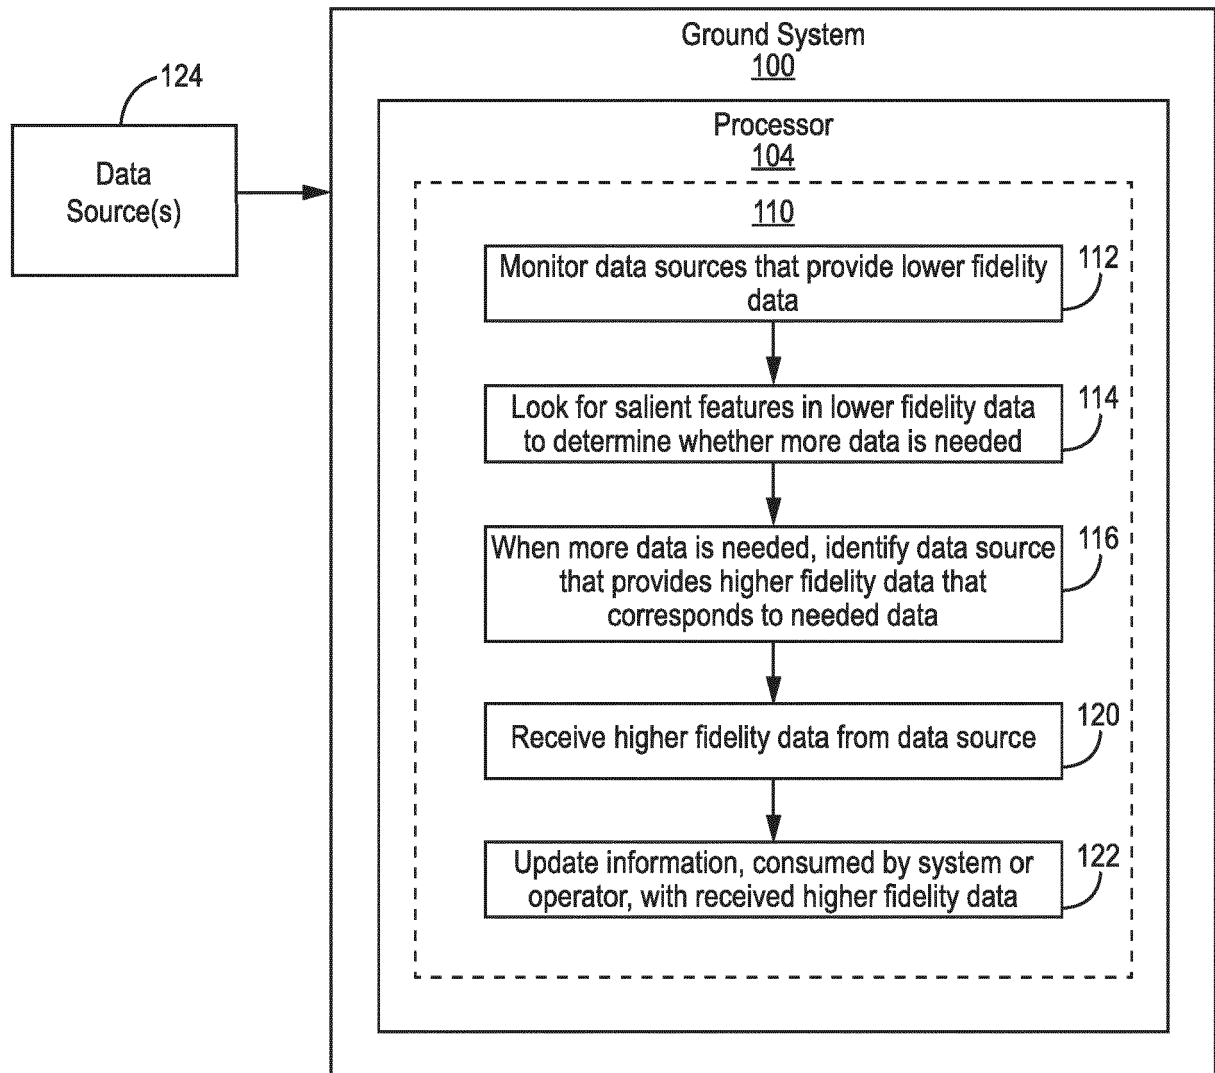 Ground System
100
124
Data
Source(s)
Processor
104
110
Monitor data sources that provide lower fidelity
data
112
Look for salient features in lower fidelity data
to determine whether more data is needed
114
When more data is needed, identify data source
that provides higher fidelity data that
corresponds to needed data
116
Receive higher fidelity data from data source
120
Update information, consumed by system or
operator, with received higher fidelity data
122